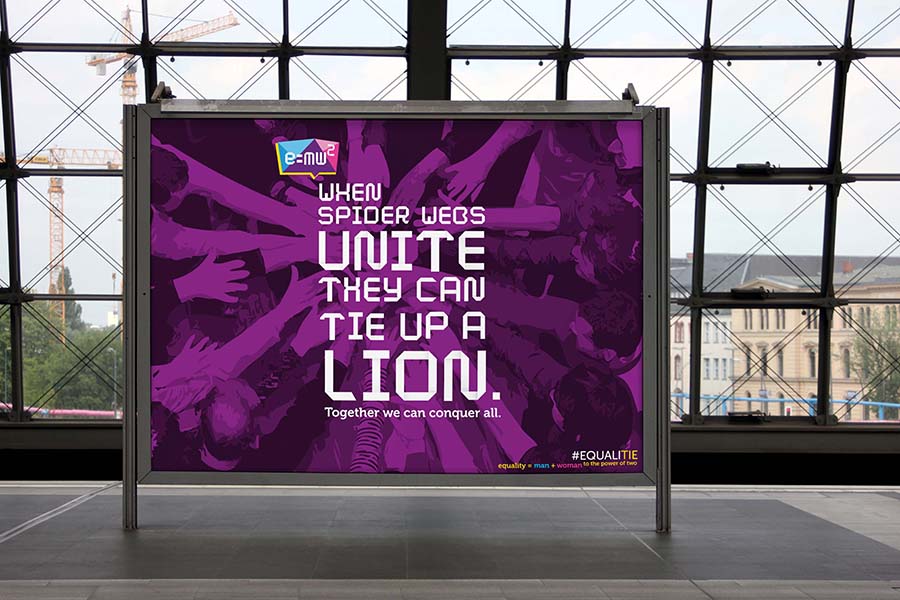 e=mw²
WHEN
SPIDER WEBS
UNITE
THEY CAN
TIE UP A
LION.
Together we can conquer all.
#EQUALITIE
equality = man + woman to the power of two